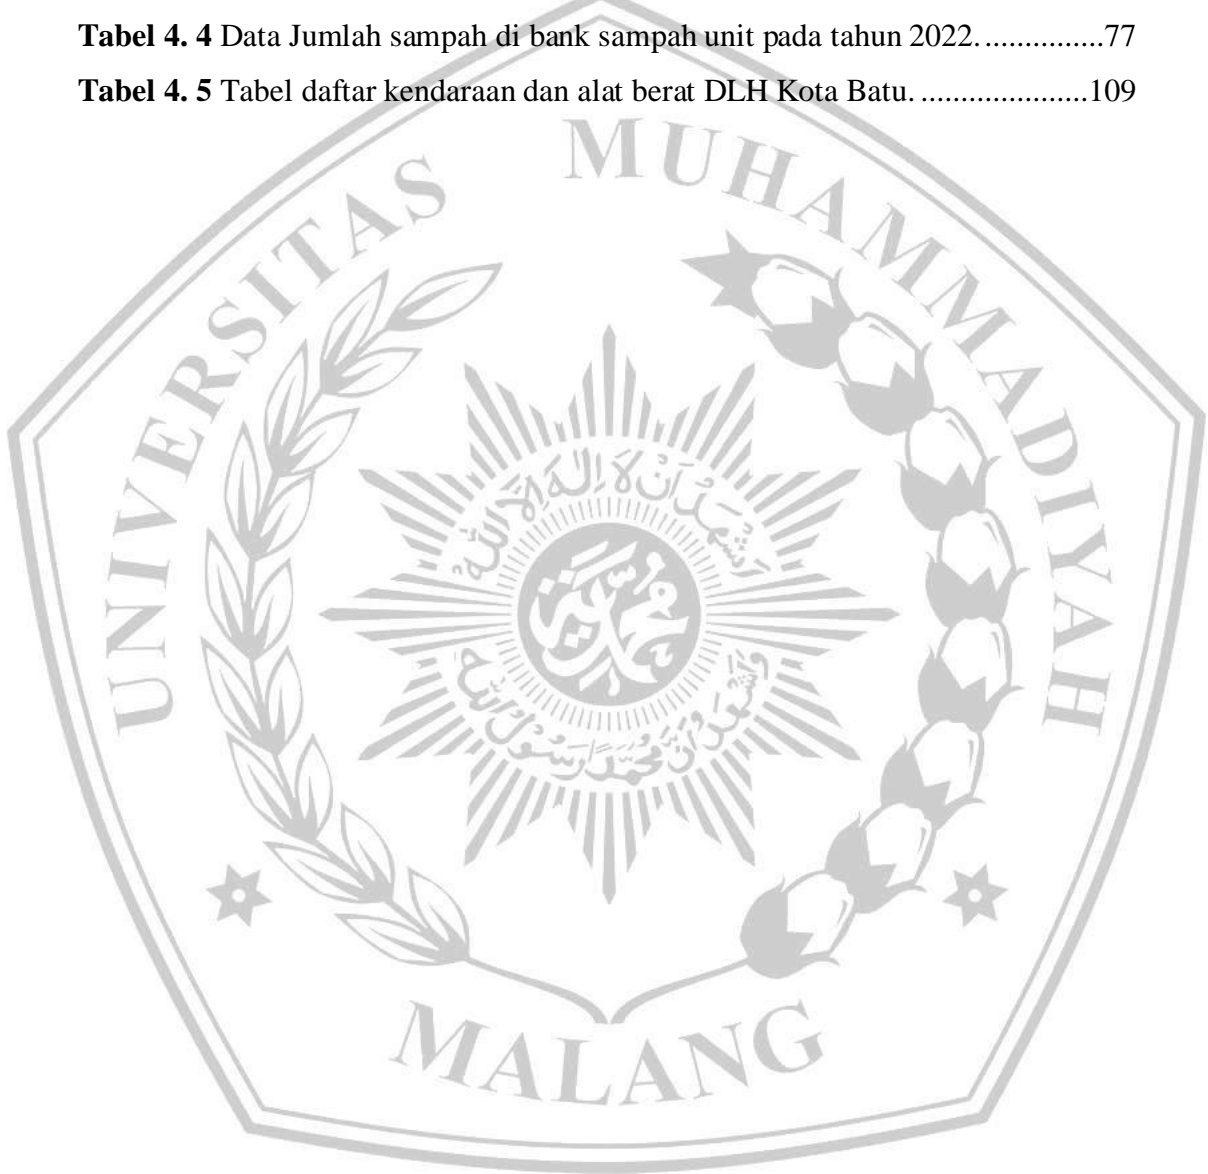 Tabel 4. 4 Data Jumlah sampah di bank sampah unit pada tahun 2022. ...............77
Tabel 4. 5 Tabel daftar kendaraan dan alat berat DLH Kota Batu. .....................109
UNIVERSITAS MUHAMMADIYAH
MALANG